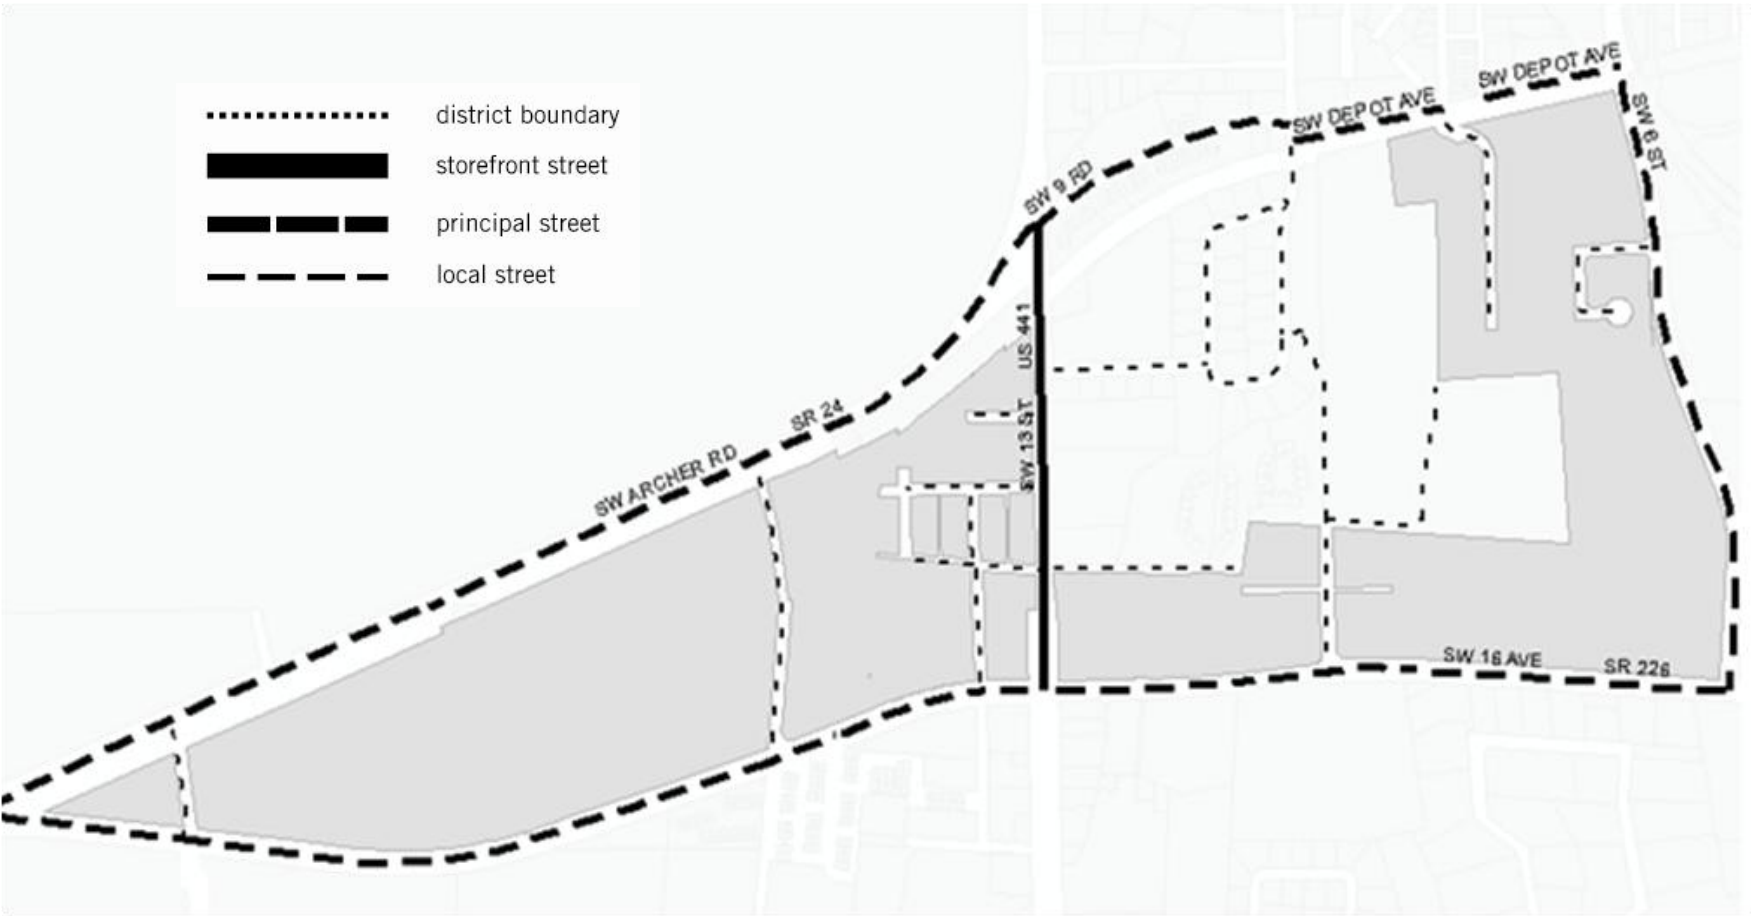 district boundary
storefront street
principal street
local street
SW DEPOT AVE
SW DEPOT AVE
SW 6 ST
SW 9 RD
US 441
SW 13 ST
SR 24
SW ARCHER RD
SW 16 AVE
SR 226